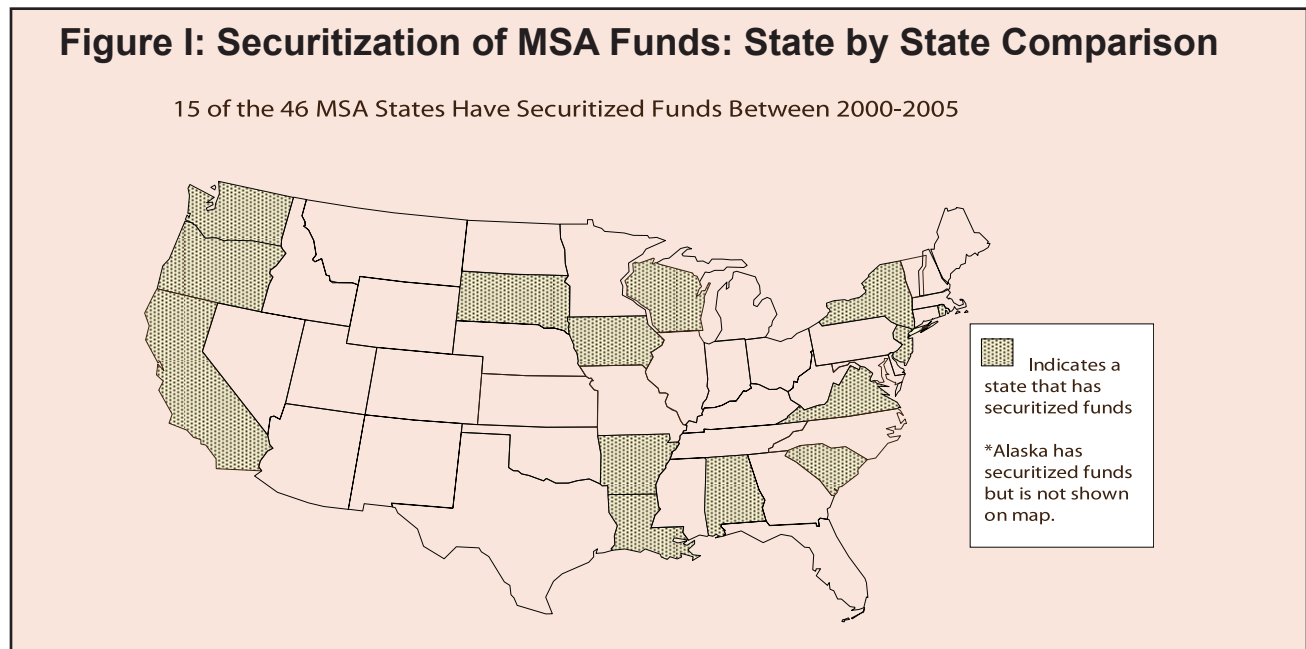 Figure I: Securitization of MSA Funds: State by State Comparison
15 of the 46 MSA States Have Securitized Funds Between 2000-2005
Indicates a
state that has
securitized funds
*Alaska has
securitized funds
but is not shown
on map.